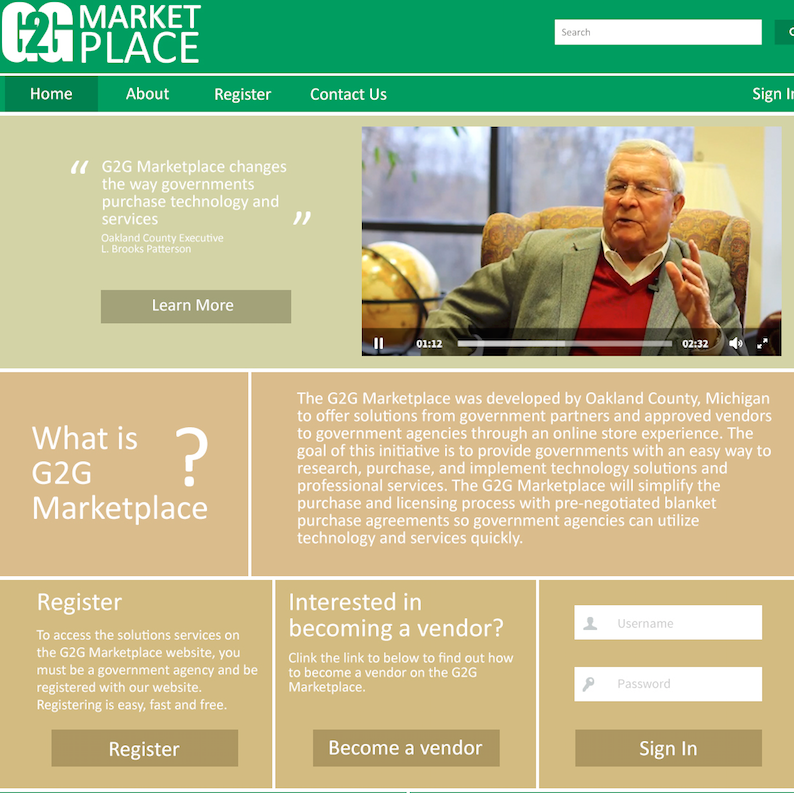 G2G MARKET
PLACE
Search
Home About Register Contact Us Sign In
“ G2G Marketplace changes
the way governments
purchase technology and
services ”
Oakland County Executive
L. Brooks Patterson
Learn More
01:12 02:32
What is
G2G
Marketplace
?
The G2G Marketplace was developed by Oakland County, Michigan
to offer solutions from government partners and approved vendors
to government agencies through an online store experience. The
goal of this initiative is to provide governments with an easy way to
research, purchase, and implement technology solutions and
professional services. The G2G Marketplace will simplify the
purchase and licensing process with pre-negotiated blanket
purchase agreements so government agencies can utilize
technology and services quickly.
Register
To access the solutions services on
the G2G Marketplace website, you
must be a government agency and be
registered with our website.
Registering is easy, fast and free.
Register
Interested in
becoming a vendor?
Clink the link to below to find out how
to become a vendor on the G2G
Marketplace.
Become a vendor
Username
Password
Sign In